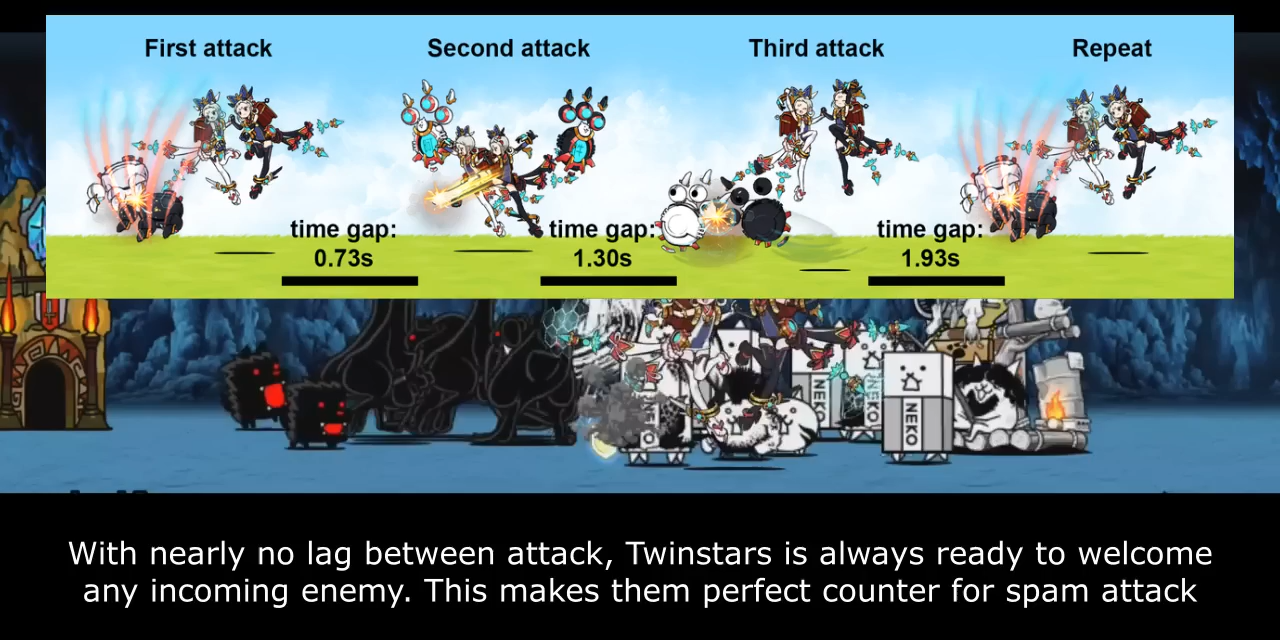 First attack
Second attack
Third attack
Repeat
time gap:
0.73s
time gap:
1.30s
time gap:
1.93s
NEKO
NEKO
NEKO
With nearly no lag between attack, Twinstars is always ready to welcome
any incoming enemy. This makes them perfect counter for spam attack